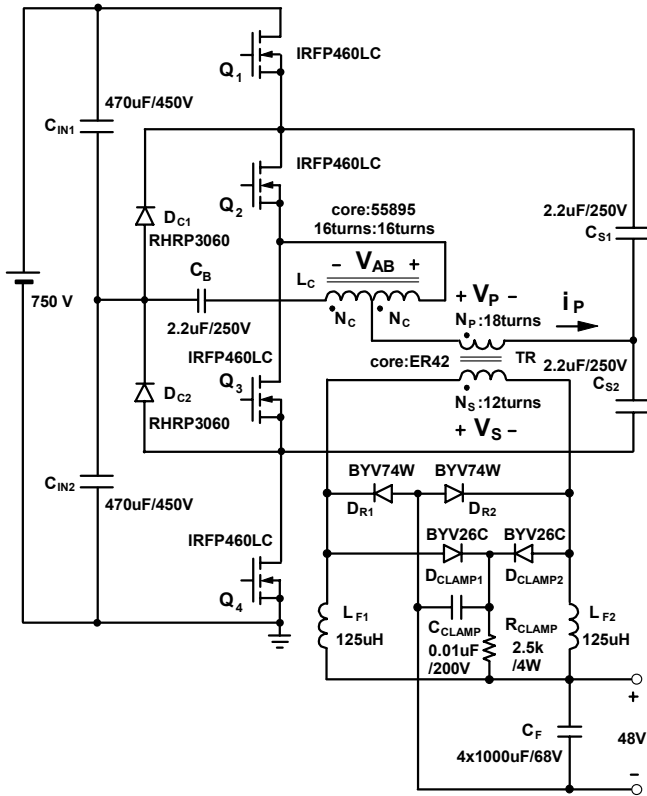 IRFP460LC
Q1
470uF/450V
CIN1
IRFP460LC
Q2
core:55895
16turns:16turns
2.2uF/250V
CS1
DC1
RHRP3060
CB
LC
- VAB +
+ VP -
iP
750 V
NC
NC
NP:18turns
2.2uF/250V
IRFP460LC
core:ER42
TR
2.2uF/250V
Q3
CS2
DC2
RHRP3060
NS:12turns
+ VS -
CIN2
470uF/450V
BYV74W
BYV74W
DR1
DR2
IRFP460LC
BYV26C
BYV26C
DCLAMP1
DCLAMP2
Q4
LF1
125uH
CCLAMP
0.01uF
/200V
RCLAMP
2.5k
/4W
LF2
125uH
+
CF
48V
4x1000uF/68V
-